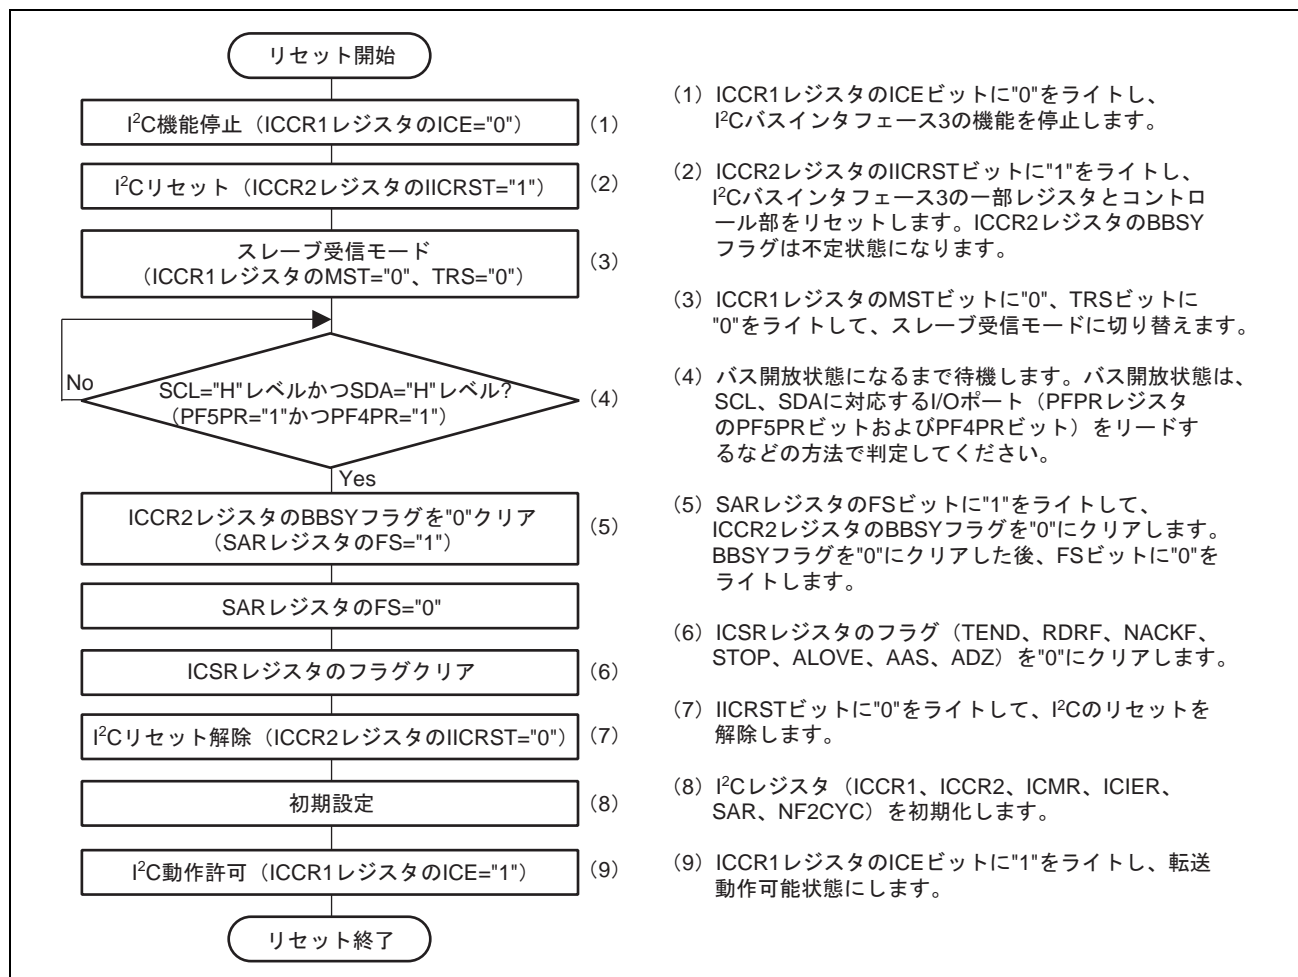 リセット開始
I²C機能停止（ICCR1レジスタのICE="0"）
（1）
I²Cリセット（ICCR2レジスタのIICRST="1"）
（2）
スレーブ受信モード
（ICCR1レジスタのMST="0"、TRS="0"）
（3）
No
SCL="H"レベルかつSDA="H"レベル?
（PF5PR="1"かつPF4PR="1"）
（4）
Yes
ICCR2レジスタのBBSYフラグを"0"クリア
（SARレジスタのFS="1"）
（5）
SARレジスタのFS="0"
ICSRレジスタのフラグクリア
（6）
I²Cリセット解除（ICCR2レジスタのIICRST="0"）
（7）
初期設定
（8）
I²C動作許可（ICCR1レジスタのICE="1"）
（9）
リセット終了
（1）ICCR1レジスタのICEビットに"0"をライトし、
I²Cバスインタフェース3の機能を停止します。
（2）ICCR2レジスタのIICRSTビットに"1"をライトし、
I²Cバスインタフェース3の一部レジスタとコントロ
ール部をリセットします。ICCR2レジスタのBBSY
フラグは不定状態になります。
（3）ICCR1レジスタのMSTビットに"0"、TRSビットに
"0"をライトして、スレーブ受信モードに切り替えます。
（4）バス開放状態になるまで待機します。バス開放状態は、
SCL、SDAに対応するI/Oポート（PFPRレジスタ
のPF5PRビットおよびPF4PRビット）をリードす
るなどの方法で判定してください。
（5）SARレジスタのFSビットに"1"をライトして、
ICCR2レジスタのBBSYフラグを"0"にクリアします。
BBSYフラグを"0"にクリアした後、FSビットに"0"を
ライトします。
（6）ICSRレジスタのフラグ（TEND、RDRF、NACKF、
STOP、ALOVE、AAS、ADZ）を"0"にクリアします。
（7）IICRSTビットに"0"をライトして、I²Cのリセットを
解除します。
（8）I²Cレジスタ（ICCR1、ICCR2、ICMR、ICIER、
SAR、NF2CYC）を初期化します。
（9）ICCR1レジスタのICEビットに"1"をライトし、転送
動作可能状態にします。